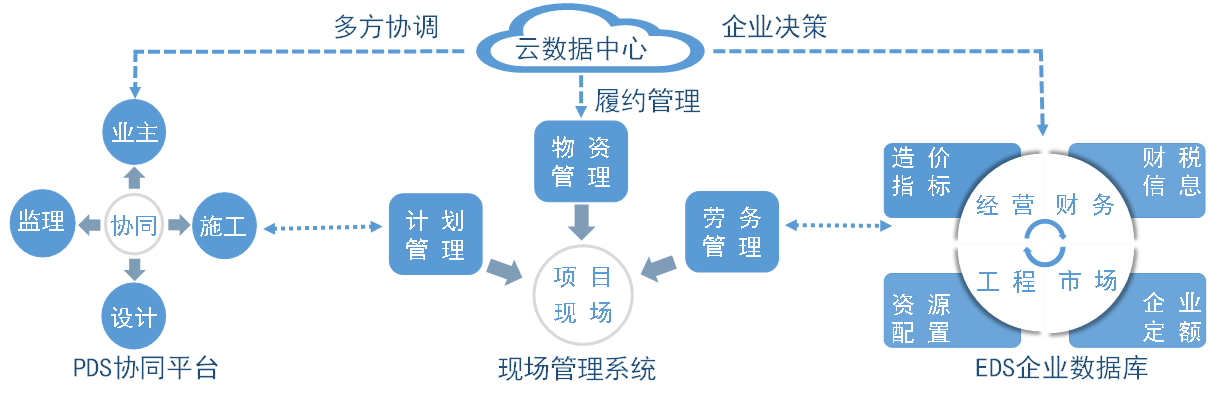 多方协调
云数据中心
企业决策
履约管理
业主
监理
协同
施工
设计
PDS协同平台
计划
管理
物资
管理
劳务
管理
项目
现场
现场管理系统
造价
指标
财税
信息
经营 财务
工程 市场
资源
配置
企业
定额
EDS企业数据库